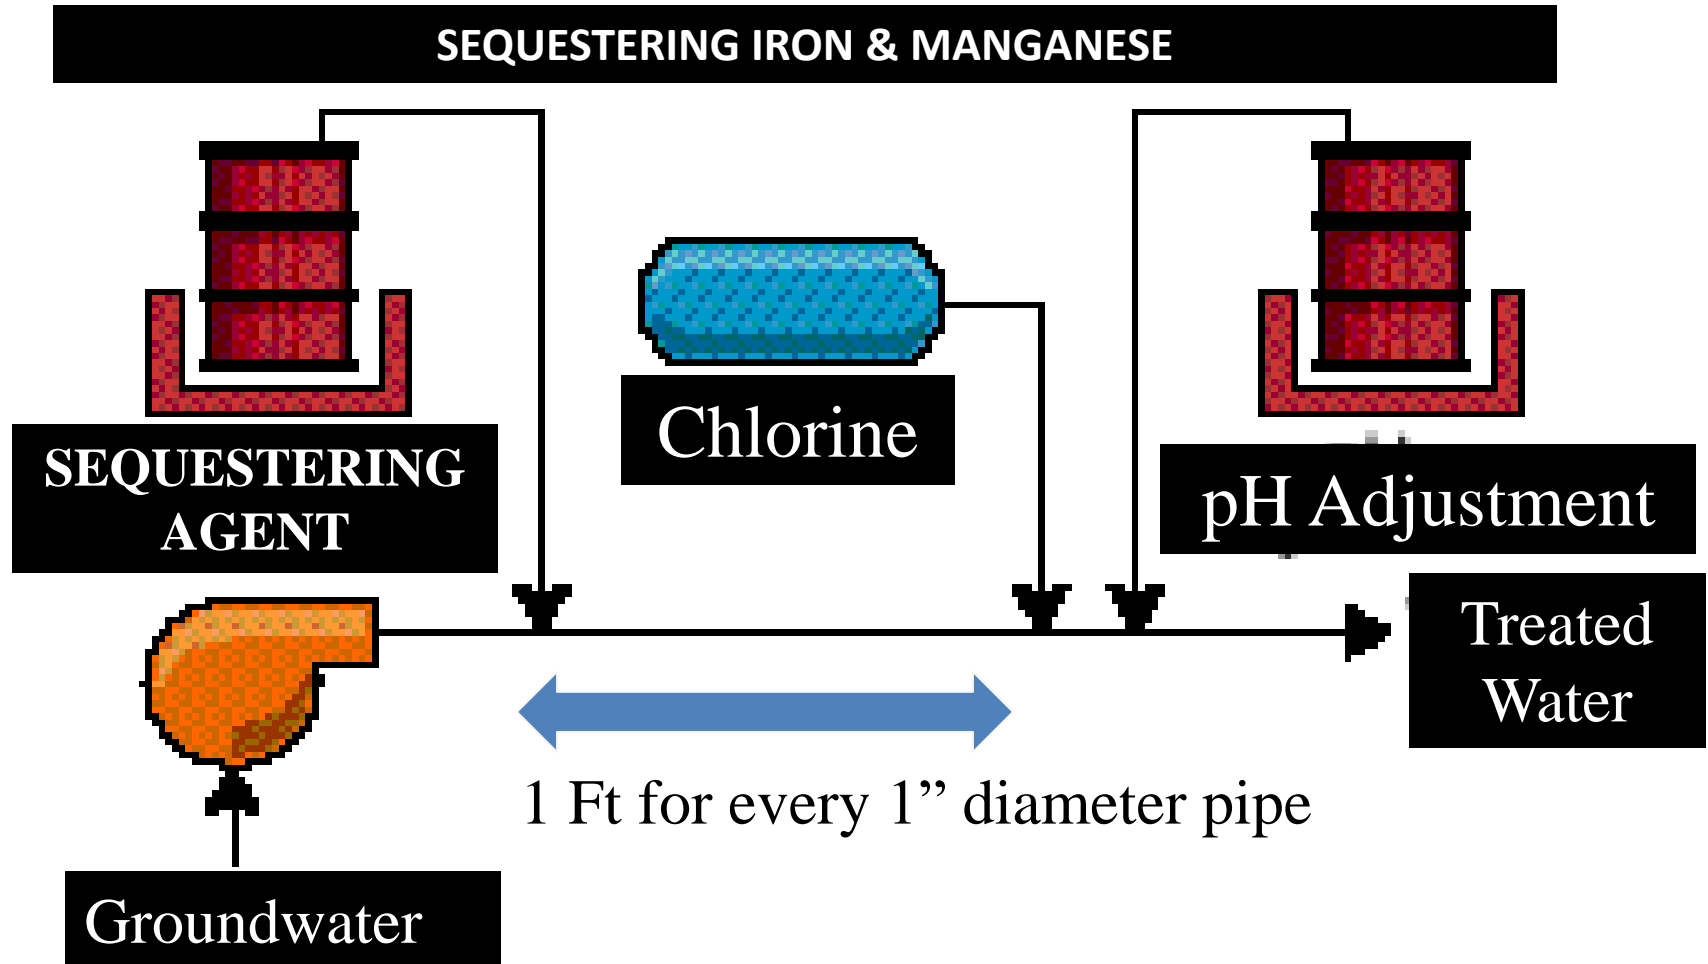 SEQUESTERING IRON & MANGANESE
SEQUESTERING
AGENT
Chlorine
pH Adjustment
Treated
Water
1 Ft for every 1” diameter pipe
Groundwater